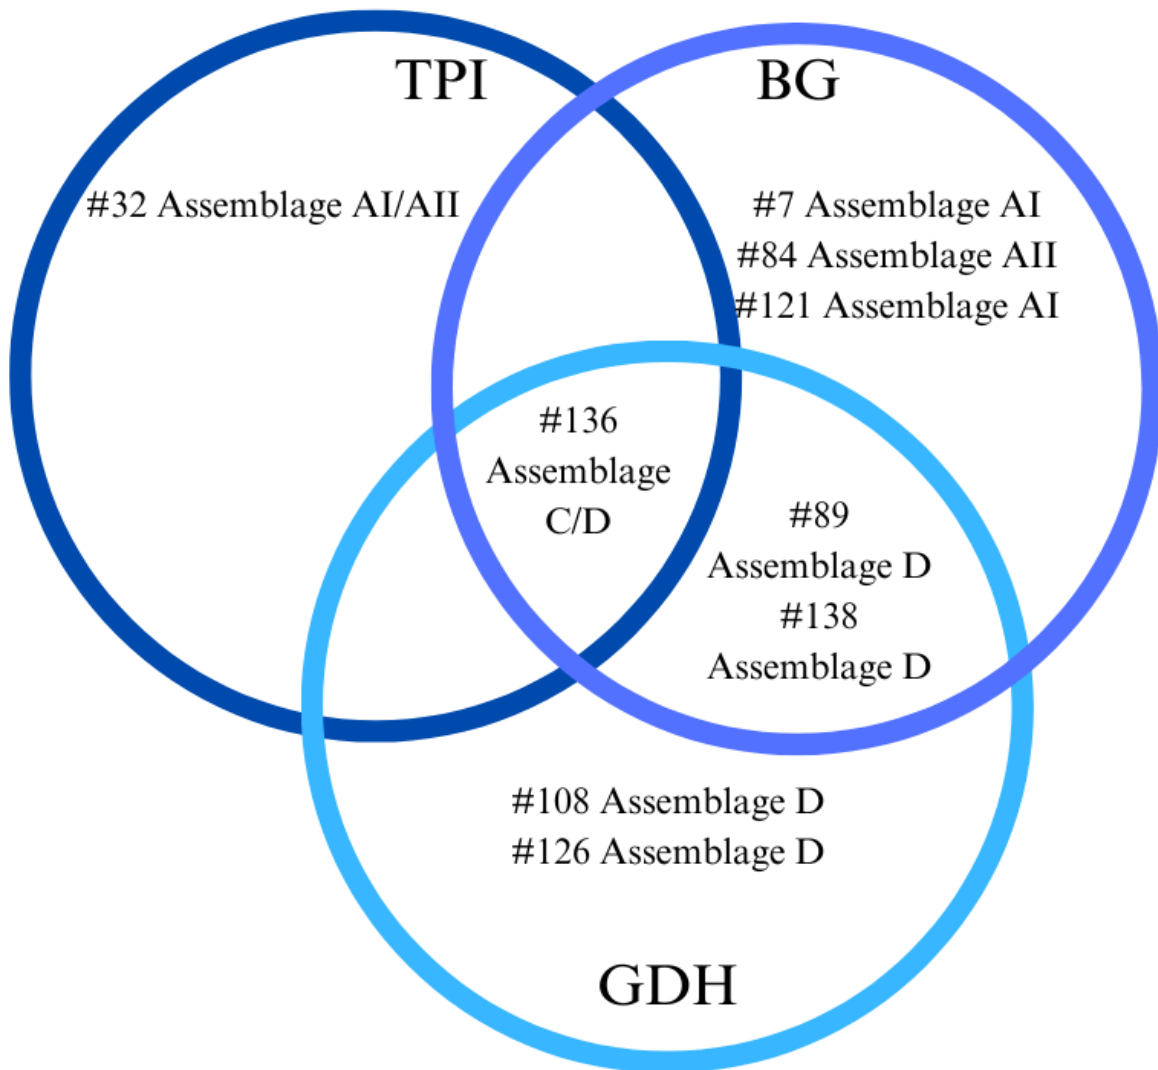 TPI
BG
#32 Assemblage AI/AII
#7 Assemblage AI
#84 Assemblage AII
#121 Assemblage AI
#136
Assemblage
C/D
#89
Assemblage D
#138
Assemblage D
#108 Assemblage D
#126 Assemblage D
GDH